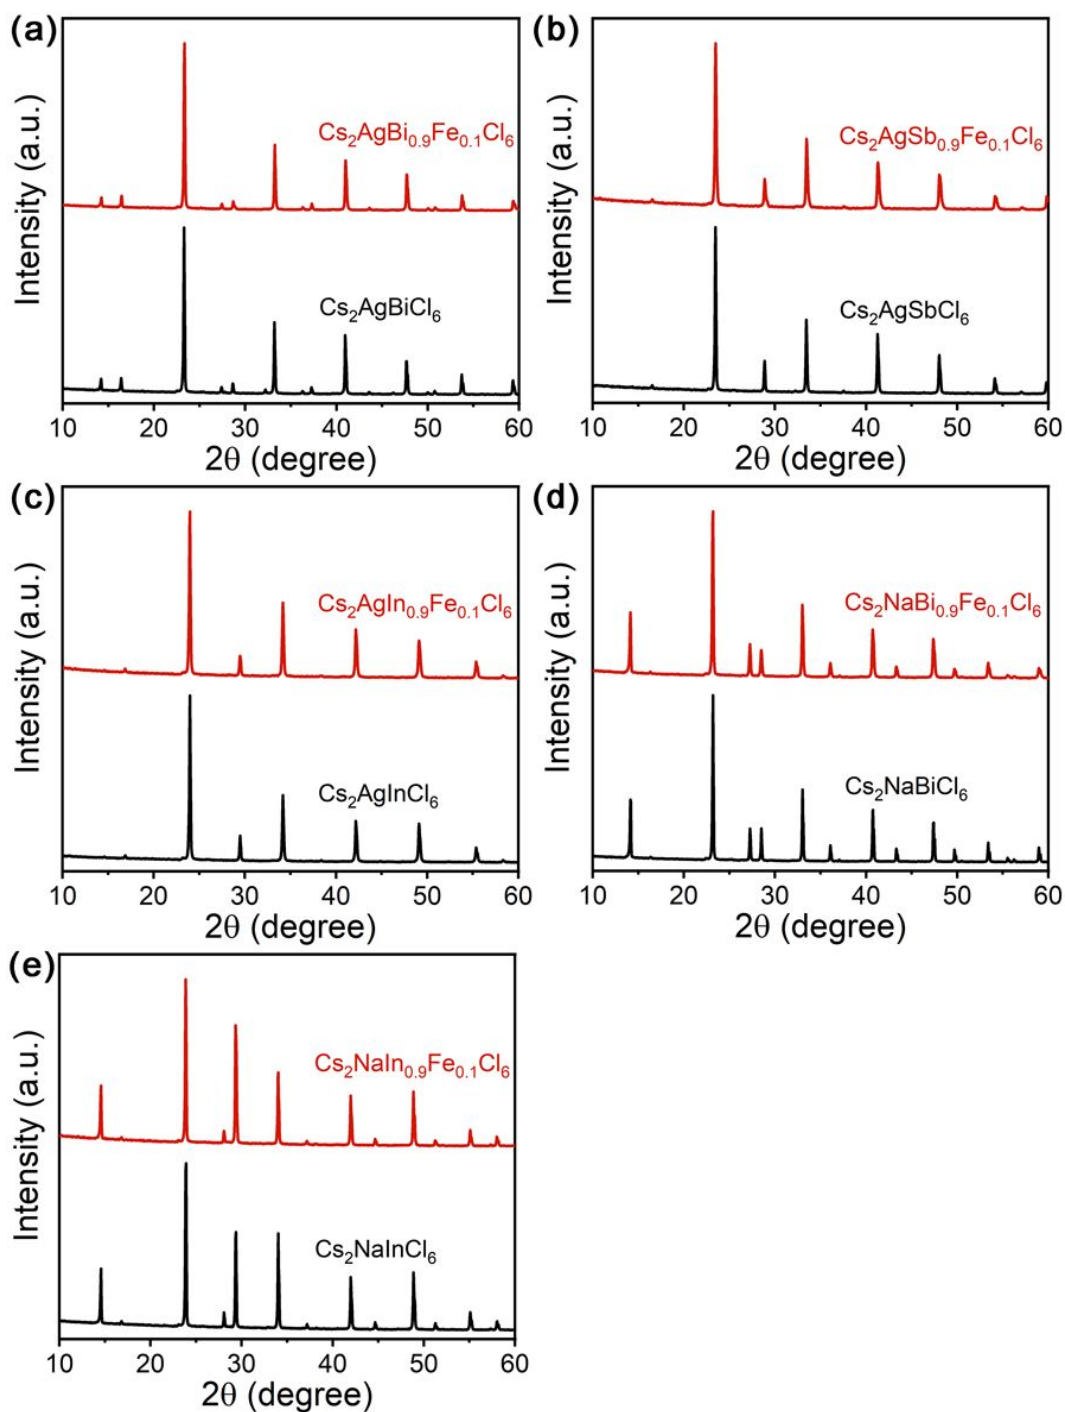 (a)
Intensity (a.u.)
Cs₂AgBi₀.₉Fe₀.₁Cl₆
Cs₂AgBiCl₆
10 20 30 40 50 60
2θ (degree)
(b)
Intensity (a.u.)
Cs₂AgSb₀.₉Fe₀.₁Cl₆
Cs₂AgSbCl₆
10 20 30 40 50 60
2θ (degree)
(c)
Intensity (a.u.)
Cs₂AgIn₀.₉Fe₀.₁Cl₆
Cs₂AgInCl₆
10 20 30 40 50 60
2θ (degree)
(d)
Intensity (a.u.)
Cs₂NaBi₀.₉Fe₀.₁Cl₆
Cs₂NaBiCl₆
10 20 30 40 50 60
2θ (degree)
(e)
Intensity (a.u.)
Cs₂NaIn₀.₉Fe₀.₁Cl₆
Cs₂NaInCl₆
10 20 30 40 50 60
2θ (degree)